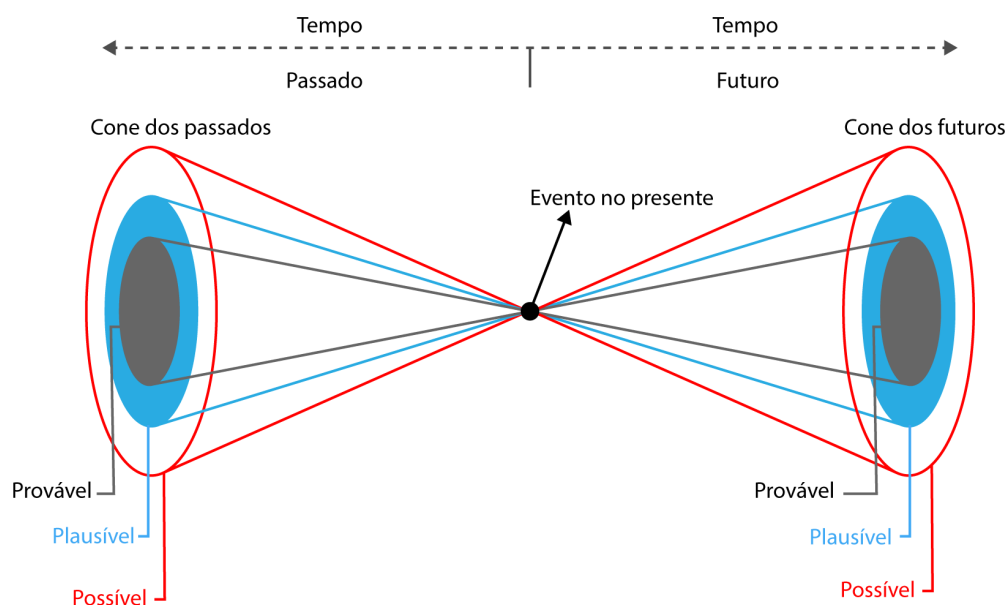 Tempo
Tempo
Passado
Futuro
Cone dos passados
Cone dos futuros
Evento no presente
Provável
Provável
Plausível
Plausível
Possível
Possível